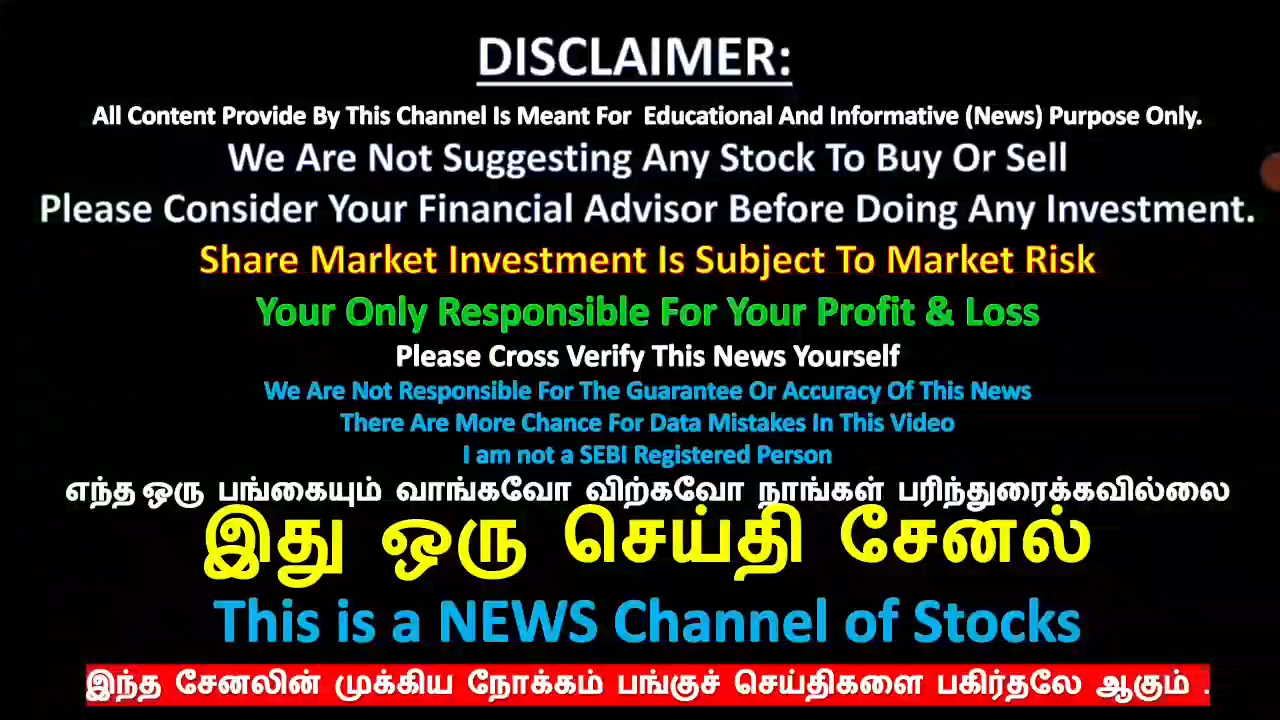 DISCLAIMER:
All Content Provide By This Channel Is Meant For Educational And Informative (News) Purpose Only.
We Are Not Suggesting Any Stock To Buy Or Sell
Please Consider Your Financial Advisor Before Doing Any Investment.
Share Market Investment Is Subject To Market Risk
Your Only Responsible For Your Profit & Loss
Please Cross Verify This News Yourself
We Are Not Responsible For The Guarantee Or Accuracy Of This News
There Are More Chance For Data Mistakes In This Video
I am not a SEBI Registered Person
எந்த ஒரு பங்கையும் வாங்கவோ விற்கவோ நாங்கள் பரிந்துரைக்கவில்லை
இது ஒரு செய்தி சேனல்
This is a NEWS Channel of Stocks
இந்த சேனலின் முக்கிய நோக்கம் பங்குச் செய்திகளை பகிர்தலே ஆகும் .